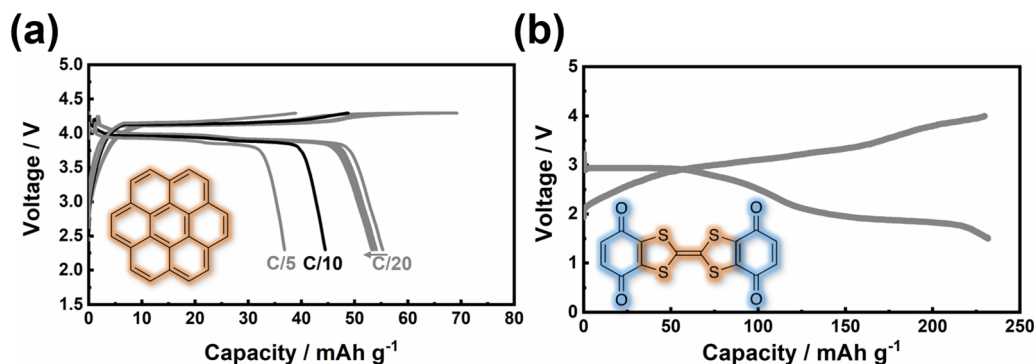 (a)
Voltage / V
5.0
4.5
4.0
3.5
3.0
2.5
2.0
1.5
C/5 C/10 C/20
0 10 20 30 40 50 60 70 80
Capacity / mAh g⁻¹
(b)
Voltage / V
5
4
3
2
1
0
O O
S S
S S
O O
0 50 100 150 200 250
Capacity / mAh g⁻¹